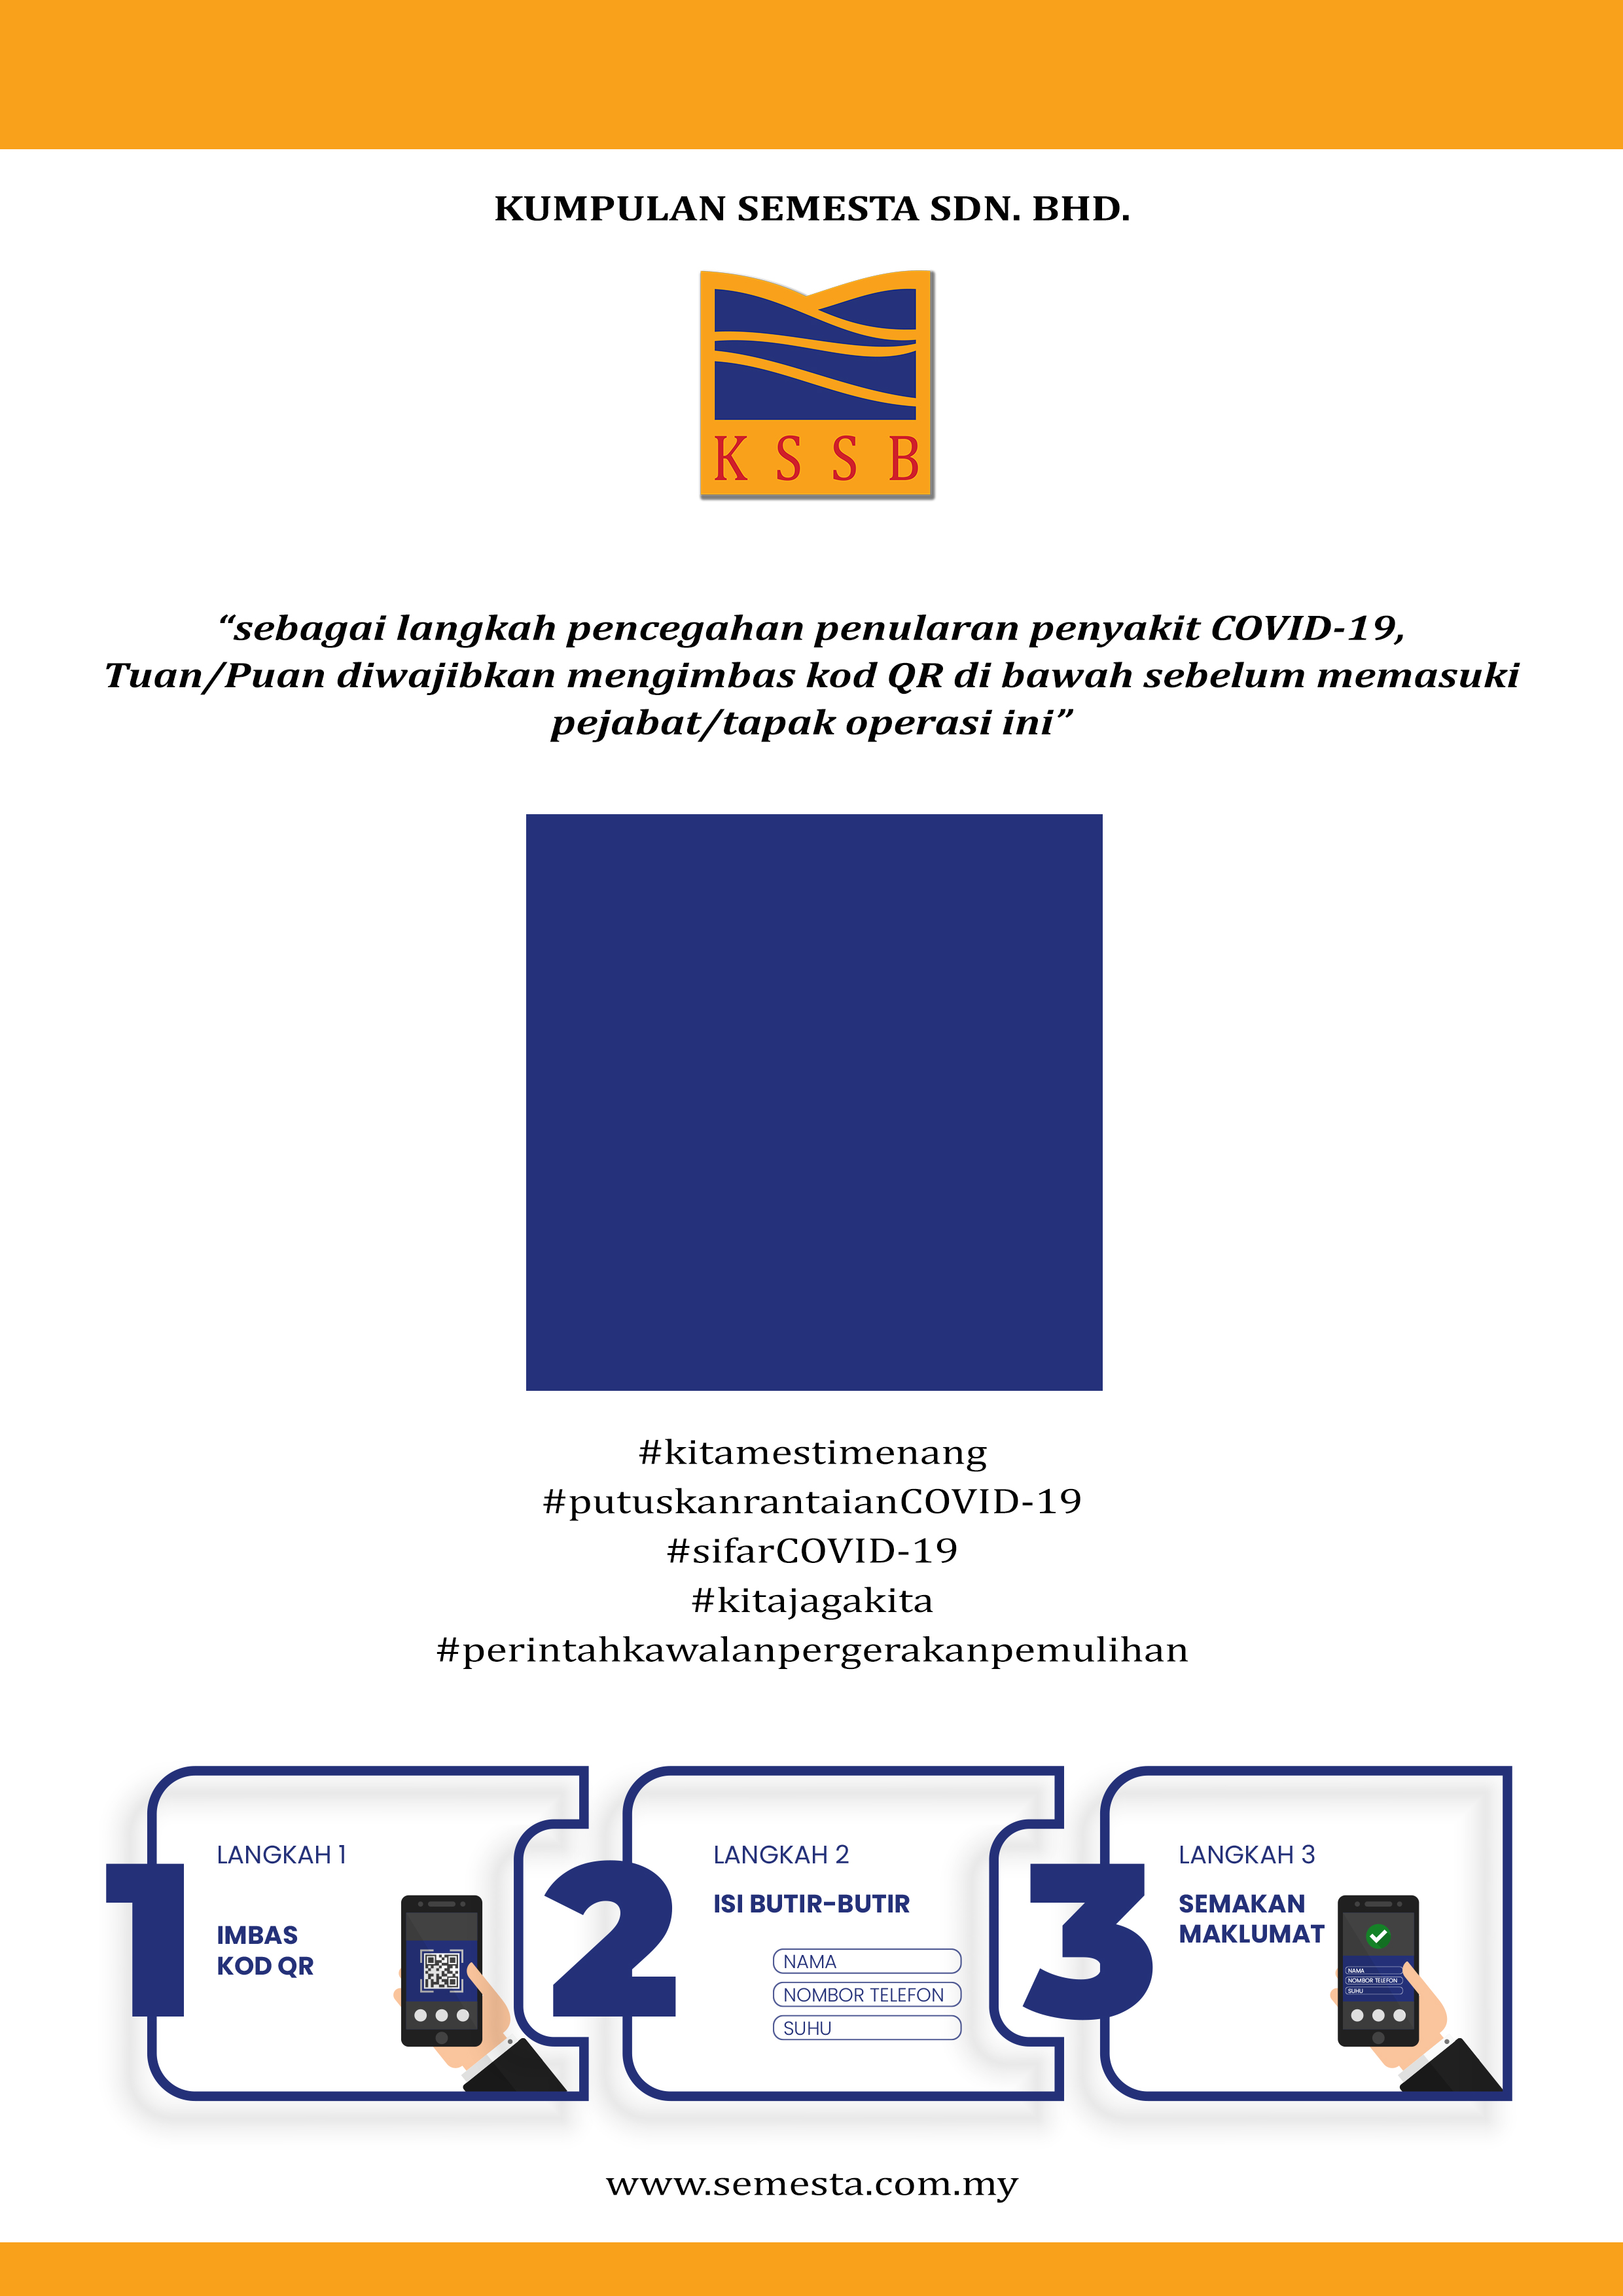 KUMPULAN SEMESTA SDN. BHD.
K S S B
“sebagai langkah pencegahan penularan penyakit COVID-19,
Tuan/Puan diwajibkan mengimbas kod QR di bawah sebelum memasuki
pejabat/tapak operasi ini”
#kitamestimenang
#putuskanrantaianCOVID-19
#sifarCOVID-19
#kitajagakita
#perintahkawalanpergerakanpemulihan
1
LANGKAH 1
IMBAS
KOD QR
2
LANGKAH 2
ISI BUTIR-BUTIR
NAMA
NOMBOR TELEFON
SUHU
3
LANGKAH 3
SEMAKAN
MAKLUMAT
NAMA
NOMBOR TELEFON
SUHU
www.semesta.com.my